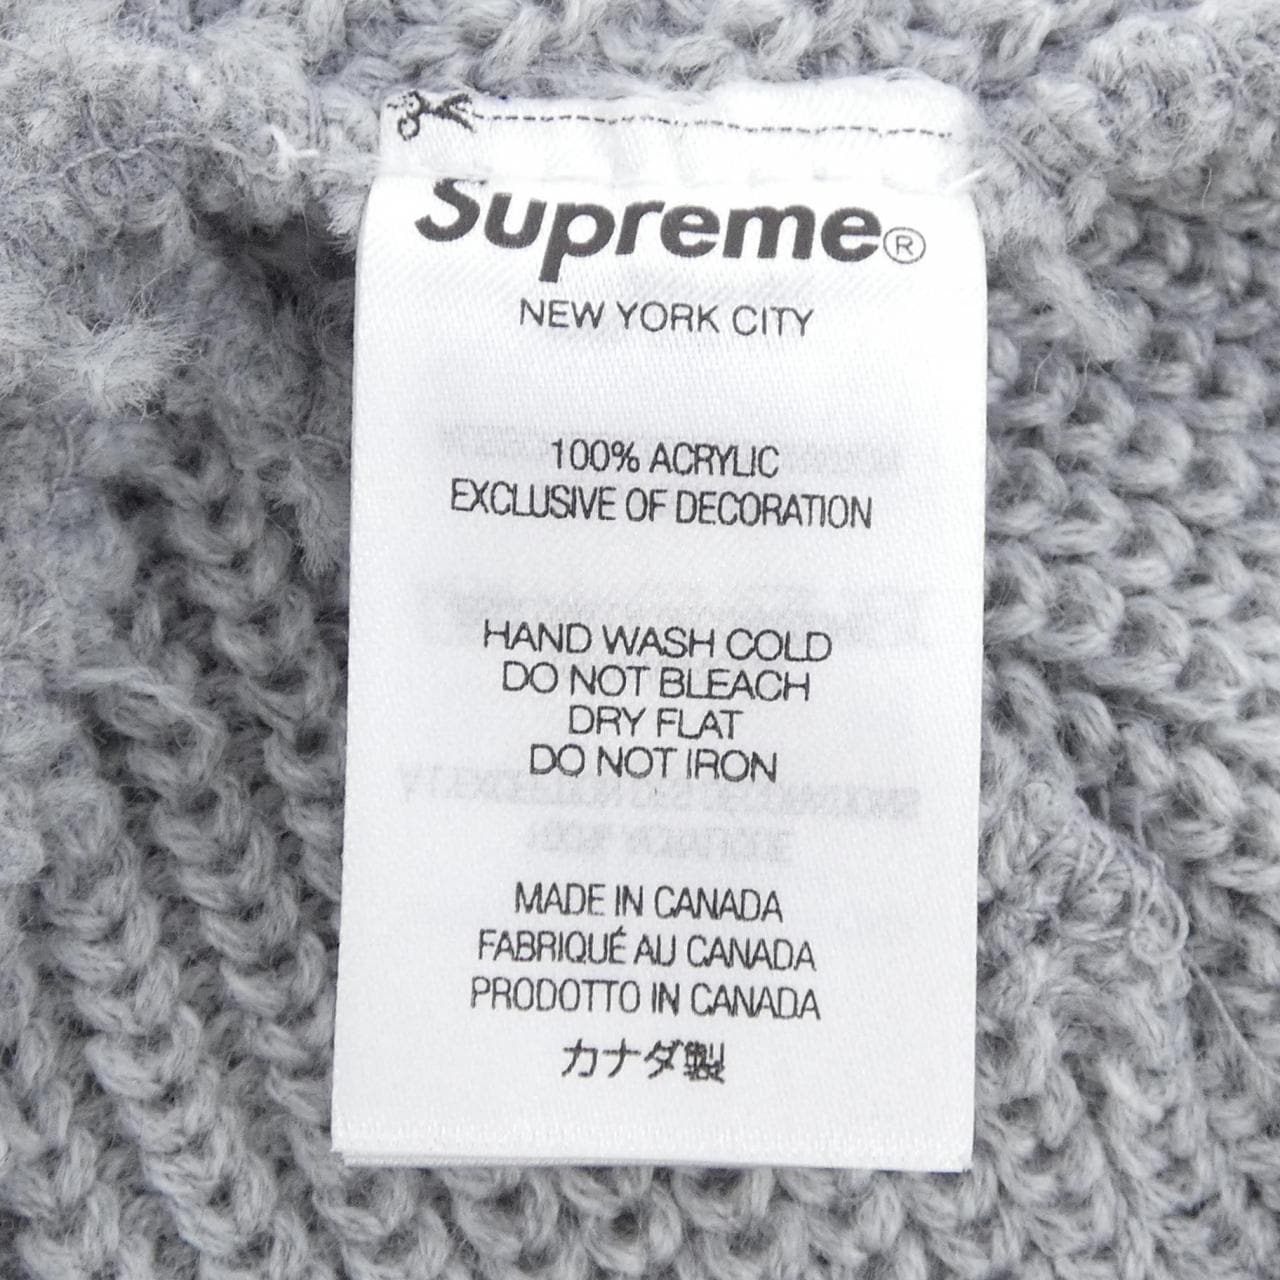 Supreme®
NEW YORK CITY
100% ACRYLIC
EXCLUSIVE OF DECORATION
HAND WASH COLD
DO NOT BLEACH
DRY FLAT
DO NOT IRON
MADE IN CANADA
FABRIQUÉ AU CANADA
PRODOTTO IN CANADA
カナダ製